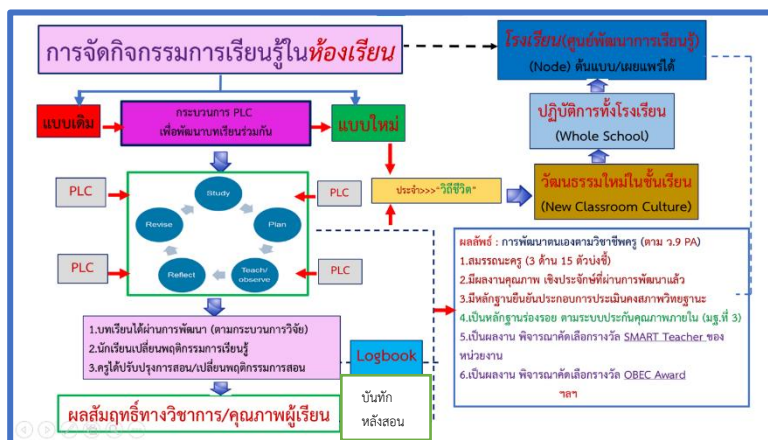 การจัดกิจกรรมการเรียนรู้ในห้องเรียน
โรงเรียน(ศูนย์พัฒนาการเรียนรู้)
(Node) ต้นแบบ/เผยแพร่ได้
แบบเดิม
กระบวนการ PLC
เพื่อพัฒนาบทเรียนร่วมกัน
แบบใหม่
ปฏิบัติการทั้งโรงเรียน
(Whole School)
PLC
PLC
Study
Plan
Teach/
observe
Reflect
Revise
PLC
PLC
ประจำ>>>"วิถีชีวิต"
วัฒนธรรมใหม่ในชั้นเรียน
(New Classroom Culture)
ผลลัพธ์ : การพัฒนาตนเองตามวิชาชีพครู (ตาม ว.9 PA)
1.สมรรถนะครู (3 ด้าน 15 ตัวบ่งชี้)
2.มีผลงานคุณภาพ เชิงประจักษ์ที่ผ่านการพัฒนาแล้ว
3.มีหลักฐานยืนยันประกอบการประเมินคงสภาพวิทยฐานะ
4.เป็นหลักฐานร่องรอย ตามระบบประกันคุณภาพภายใน (มฐ.ที่ 3)
5.เป็นผลงาน พิจารณาคัดเลือกรางวัล SMART Teacher ของ
หน่วยงาน
6.เป็นผลงาน พิจารณาคัดเลือกรางวัล OBEC Award
ฯลฯ
1.บทเรียนได้ผ่านการพัฒนา (ตามกระบวนการวิจัย)
2.นักเรียนเปลี่ยนพฤติกรรมการเรียนรู้
3.ครูได้ปรับปรุงการสอน/เปลี่ยนพฤติกรรมการสอน
Logbook
บันทึก
หลังสอน
ผลสัมฤทธิ์ทางวิชาการ/คุณภาพผู้เรียน